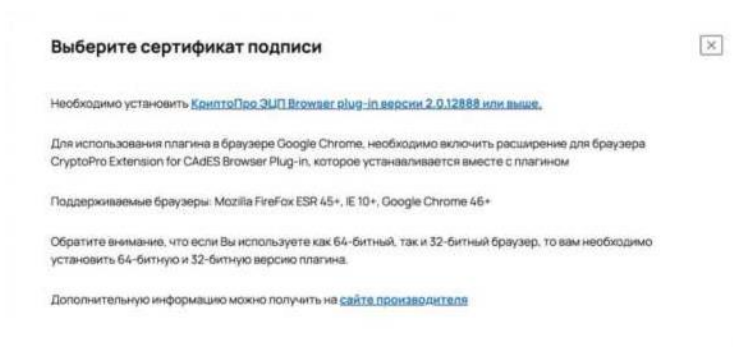 Выберите сертификат подписи
Необходимо установить КриптоПро ЭЦП Browser plug-in версии 2.0.12888 или выше.
Для использования плагина в браузере Google Chrome, необходимо включить расширение для браузера
CryptoPro Extension for CAdES Browser Plug-in, которое устанавливается вместе с плагином
Поддерживаемые браузеры: Mozilla FireFox ESR 45+, IE 10+, Google Chrome 46+
Обратите внимание, что если Вы используете как 64-битный, так и 32-битный браузер, то вам необходимо
установить 64-битную и 32-битную версию плагина.
Дополнительную информацию можно получить на сайте производителя